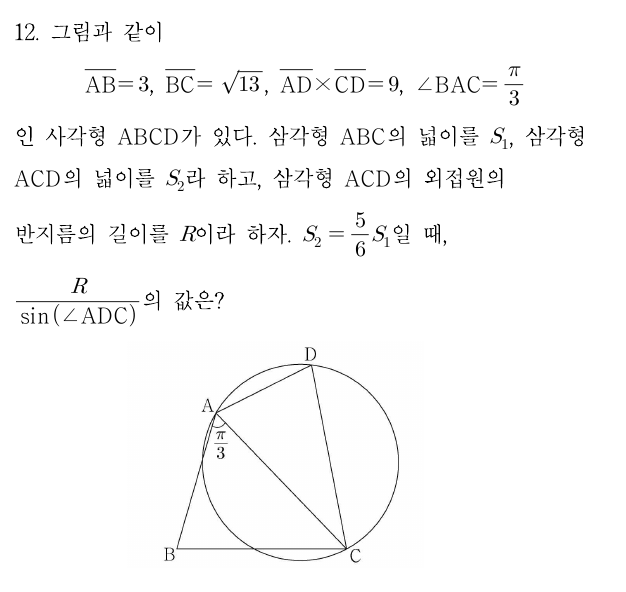 12. 그림과 같이
AB=3, BC=√13, AD×CD=9, ∠BAC=π/3
인 사각형 ABCD가 있다. 삼각형 ABC의 넓이를 S₁, 삼각형
ACD의 넓이를 S₂라 하고, 삼각형 ACD의 외접원의
반지름의 길이를 R이라 하자. S₂=5/6S₁일 때,
R/sin(∠ADC)의 값은?
D
A
π/3
B
C